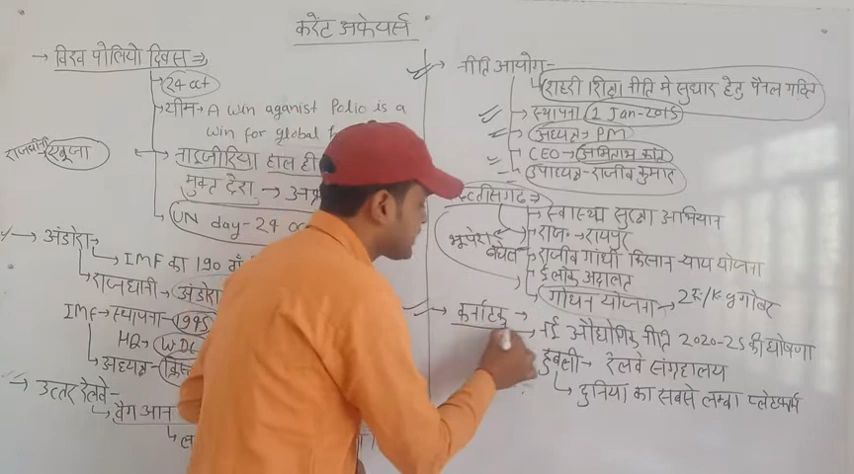 करेंट अफेयर्स
→ विश्व पोलियो दिवस ⇒
→ 24 oct
→ थीम → A win aganist Polio is a
win for global
राजधानी → अबूजा ← नाइजीरिया हाल ही
मुक्त देश →
UN day - 24 oct
→ अंडोरा →
→ IMF का 190 वाँ
→ राजधानी → अंडोरा
IMF → स्थापना - 1945
HQ →
→ अध्यक्ष →
→ उत्तर रेलवे -
→ बैग आन
→ नीति आयोग -
→ शहरी शिक्षा नीति मे सुधार हेतु पैनल गठित
→ स्थापना 1 Jan - 2015
→ अध्यक्ष → PM
→ CEO → अमिताभ कांत
→ उपाध्यक्ष - राजीव कुमार
छत्तीसगढ़ →
→ स्वास्थ्य सुरक्षा अभियान
भूपेश बघेल ← → राज॰ → रायपुर
→ राजीव गांधी किसान न्याय योजना
→ ई लोक अदालत
→ गोधन योजना → 2रु/kg गोबर
→ कर्नाटक →
→ नई औद्योगिक नीति 2020-25 की घोषणा
हुबली → रेलवे संग्रहालय
→ दुनिया का सबसे लम्बा प्लेटफार्म